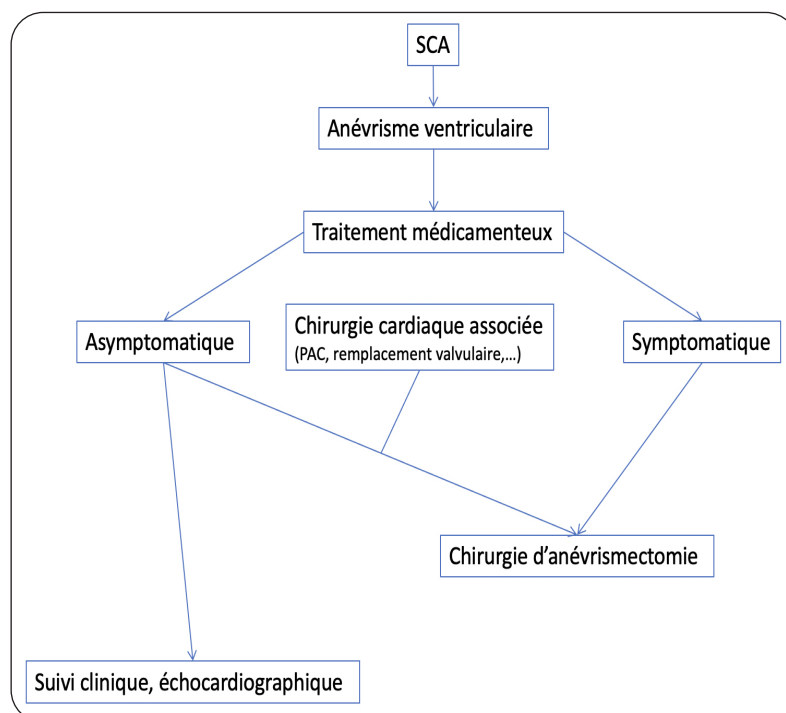 SCA
Anévrisme ventriculaire
Traitement médicamenteux
Asymptomatique
Chirurgie cardiaque associée
(PAC, remplacement valvulaire,...)
Symptomatique
Chirurgie d’anévrismectomie
Suivi clinique, échocardiographique